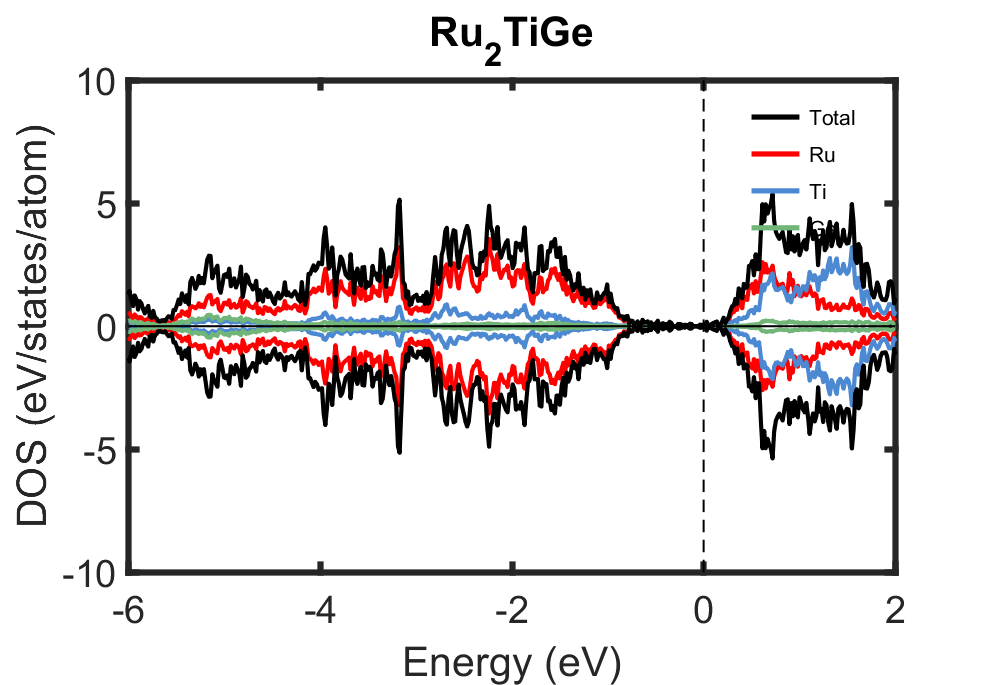 Ru2TiGe
10
5
0
-5
-10
DOS (eV/states/atom)
Total
Ru
Ti
-6
-4
-2
0
2
Energy (eV)